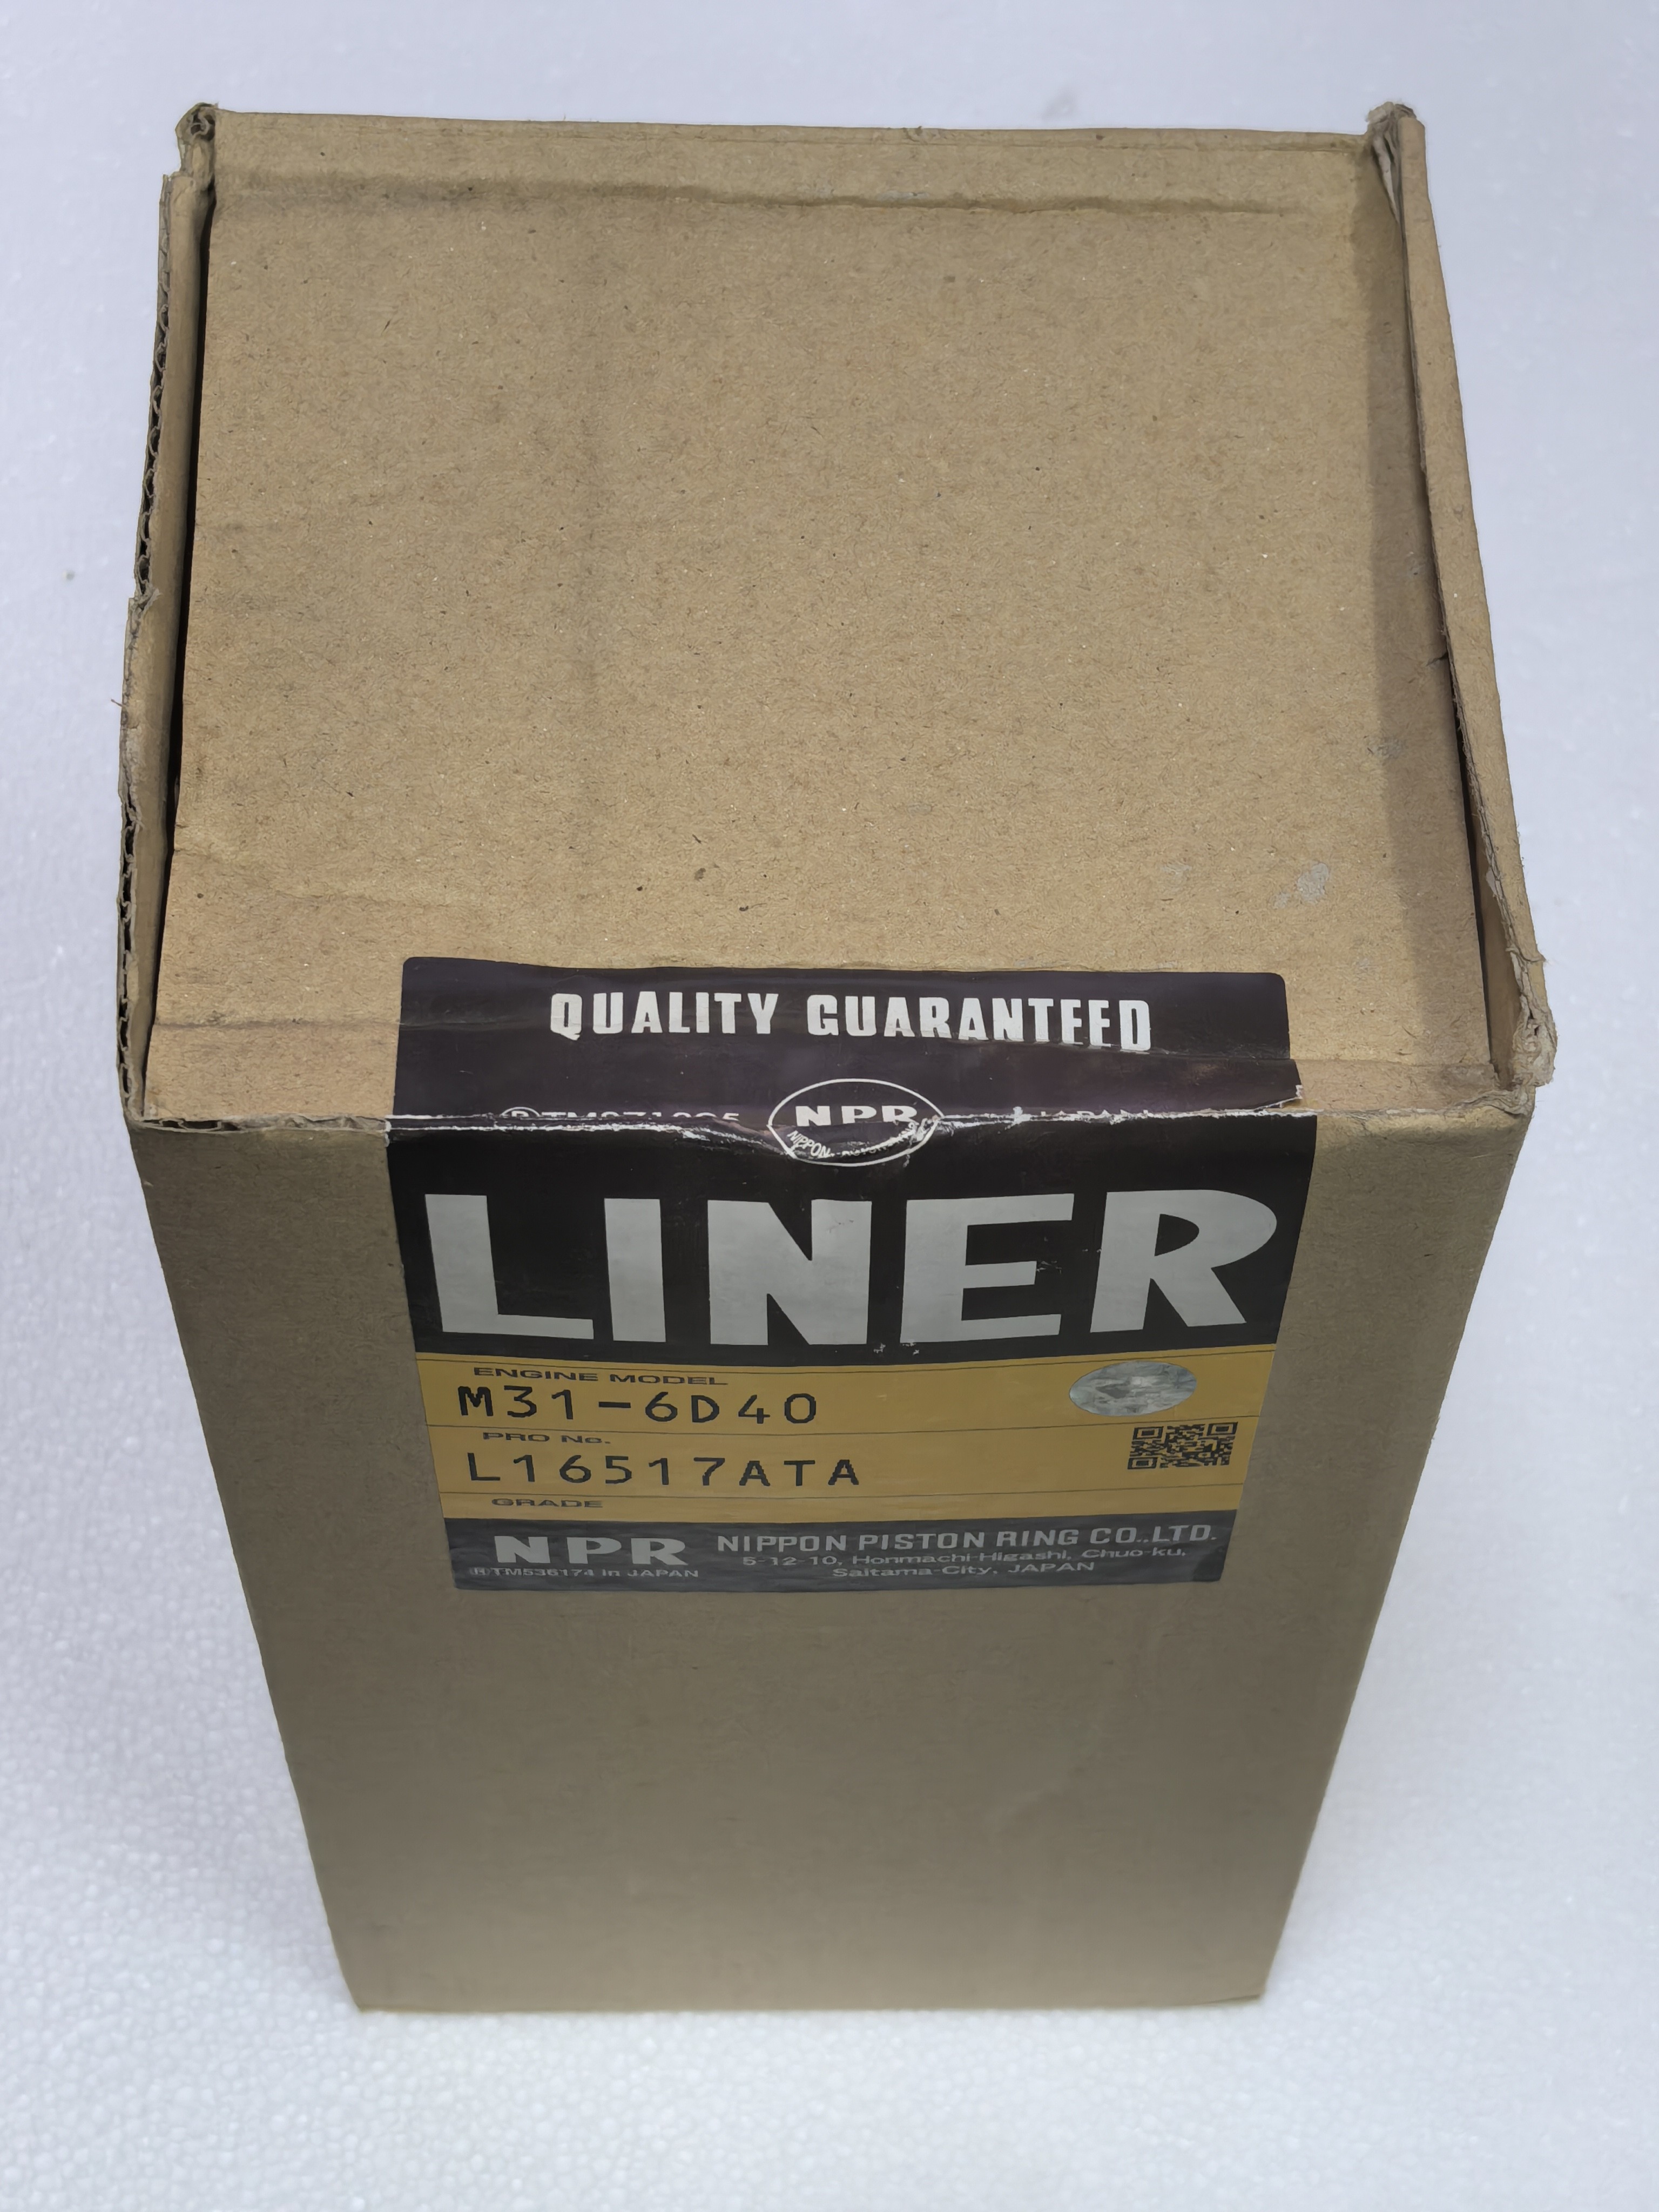 QUALITY GUARANTEED
NPR
NIPPON
LINER
ENGINE MODEL
M31-6D40
PRO No.
L16517ATA
GRADE
NPR NIPPON PISTON RING CO.,LTD.
5-12-10, Honmachi-Higashi, Chuo-ku,
®TM536174 in JAPAN Saitama-City, JAPAN